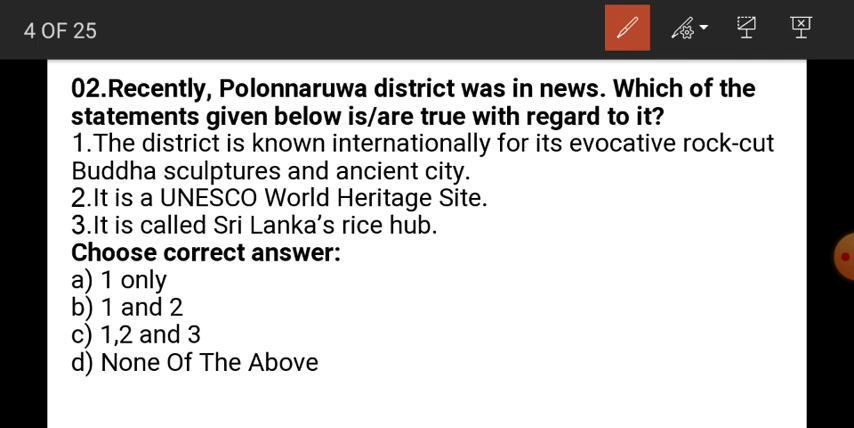 4 OF 25
02.Recently, Polonnaruwa district was in news. Which of the
statements given below is/are true with regard to it?
1.The district is known internationally for its evocative rock-cut
Buddha sculptures and ancient city.
2.It is a UNESCO World Heritage Site.
3.It is called Sri Lanka’s rice hub.
Choose correct answer:
a) 1 only
b) 1 and 2
c) 1,2 and 3
d) None Of The Above